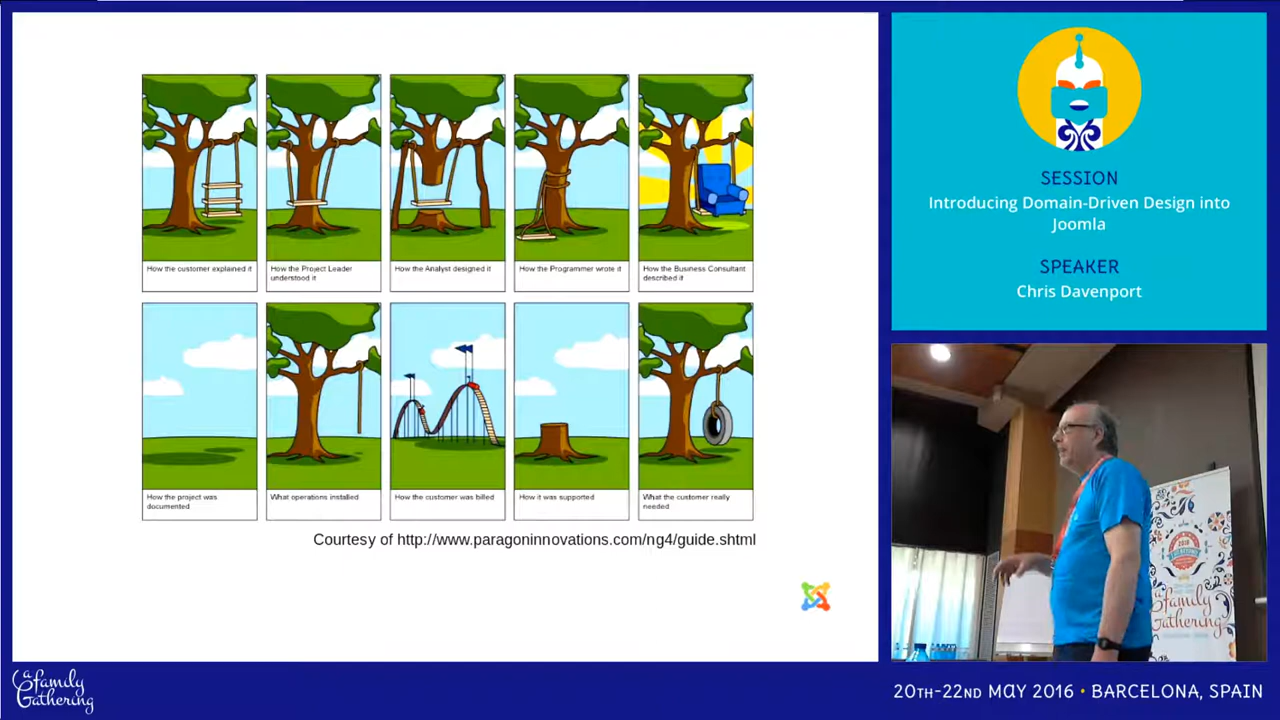 How the customer explained it
How the Project Leader
understood it
How the Analyst designed it
How the Programmer wrote it
How the Business Consultant
described it
How the project was
documented
What operations installed
How the customer was billed
How it was supported
What the customer really
needed
Courtesy of http://www.paragoninnovations.com/ng4/guide.shtml
SESSION
Introducing Domain-Driven Design into
Joomla
SPEAKER
Chris Davenport
2016
a Family
Gathering
a Family
Gathering
20TH-22ND MAY 2016 • BARCELONA, SPAIN